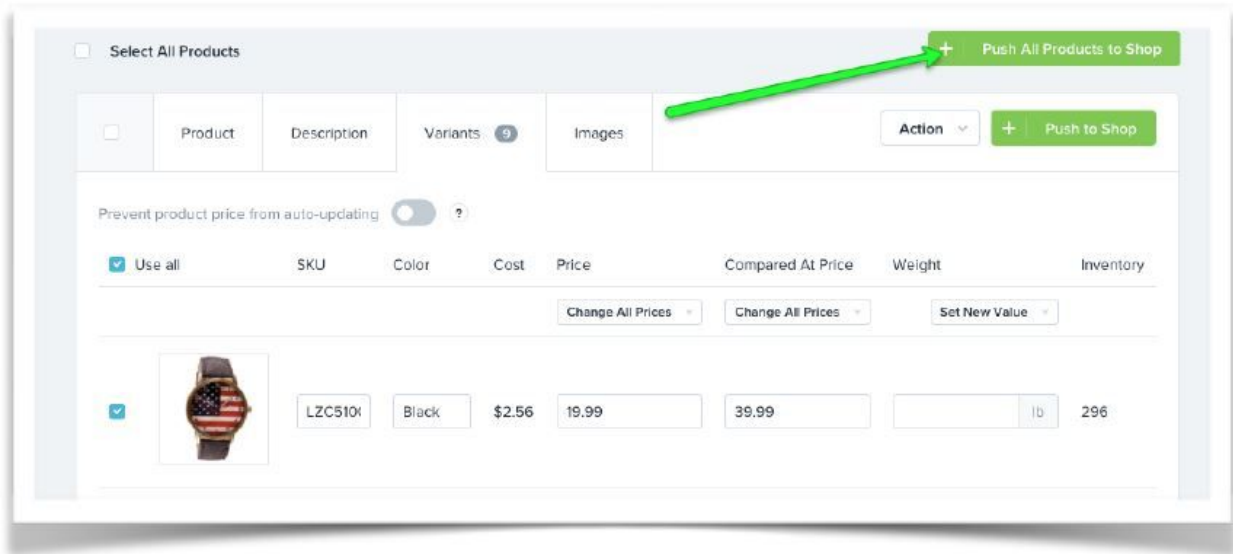 Select All Products
+ Push All Products to Shop
Product Description Variants 9 Images Action + Push to Shop
Prevent product price from auto-updating ?
Use all SKU Color Cost Price Compared At Price Weight Inventory
Change All Prices Change All Prices Set New Value
LZC510 Black $2.56 19.99 39.99 lb 296